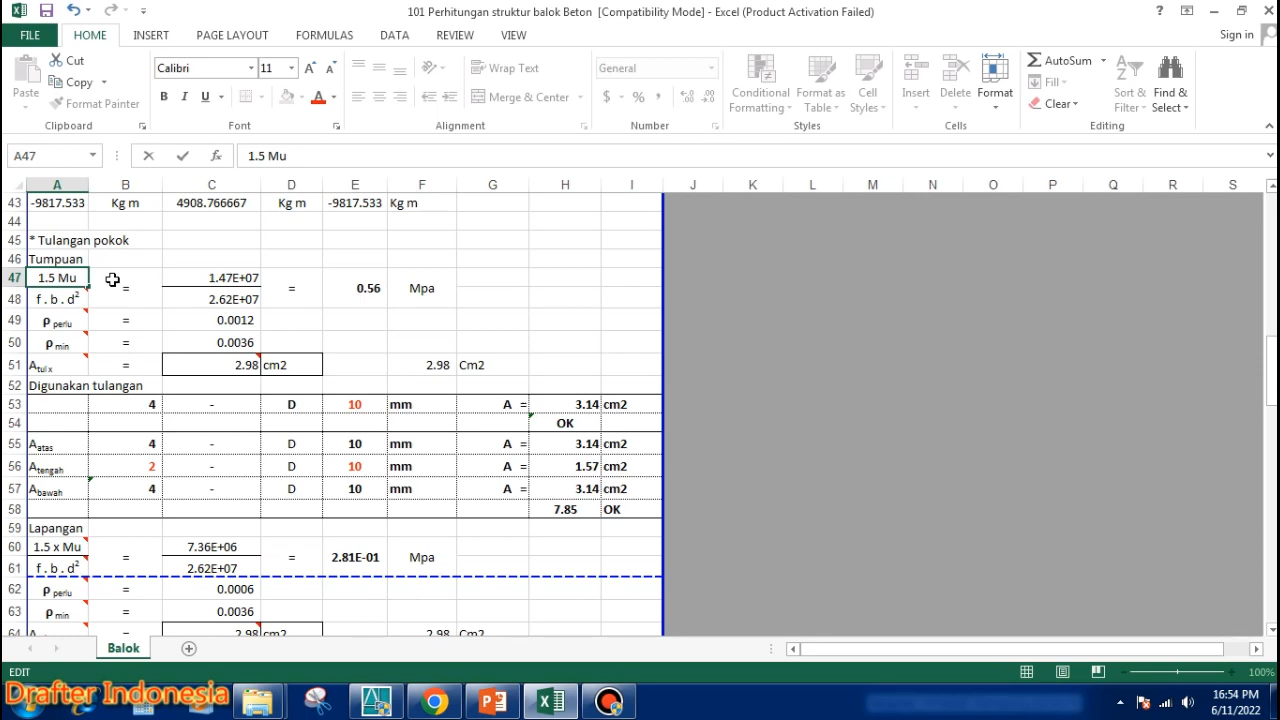 101 Perhitungan struktur balok Beton [Compatibility Mode] - Excel (Product Activation Failed)
FILE HOME INSERT PAGE LAYOUT FORMULAS DATA REVIEW VIEW Sign in
Paste Cut Copy Format Painter
Calibri 11
B I U A
Wrap Text
Merge & Center
General
$ % ,
Conditional Formatting
Format as Table
Cell Styles
Insert Delete Format
AutoSum
Fill
Clear
Sort & Filter
Find & Select
Clipboard Font Alignment Number Styles Cells Editing
A47 fx 1.5 Mu
A B C D E F G H I J K L M N O P Q R S
43 -9817.533 Kg m 4908.766667 Kg m -9817.533 Kg m
44
45 * Tulangan pokok
46 Tumpuan
47 1.5 Mu = 1.47E+07 = 0.56 Mpa
48 f . b . d² 2.62E+07
49 ρ perlu = 0.0012
50 ρ min = 0.0036
51 Atul x = 2.98 cm2 2.98 Cm2
52 Digunakan tulangan
53 4 - D 10 mm A = 3.14 cm2
54 OK
55 Aatas 4 - D 10 mm A = 3.14 cm2
56 Atengah 2 - D 10 mm A = 1.57 cm2
57 Abawah 4 - D 10 mm A = 3.14 cm2
58 7.85 OK
59 Lapangan
60 1.5 x Mu = 7.36E+06 = 2.81E-01 Mpa
61 f . b . d² 2.62E+07
62 ρ perlu = 0.0006
63 ρ min = 0.0036
64 = 2.98 cm2 2.98 Cm2
Balok
EDIT 100%
Drafter Indonesia
16:54 PM
6/11/2022